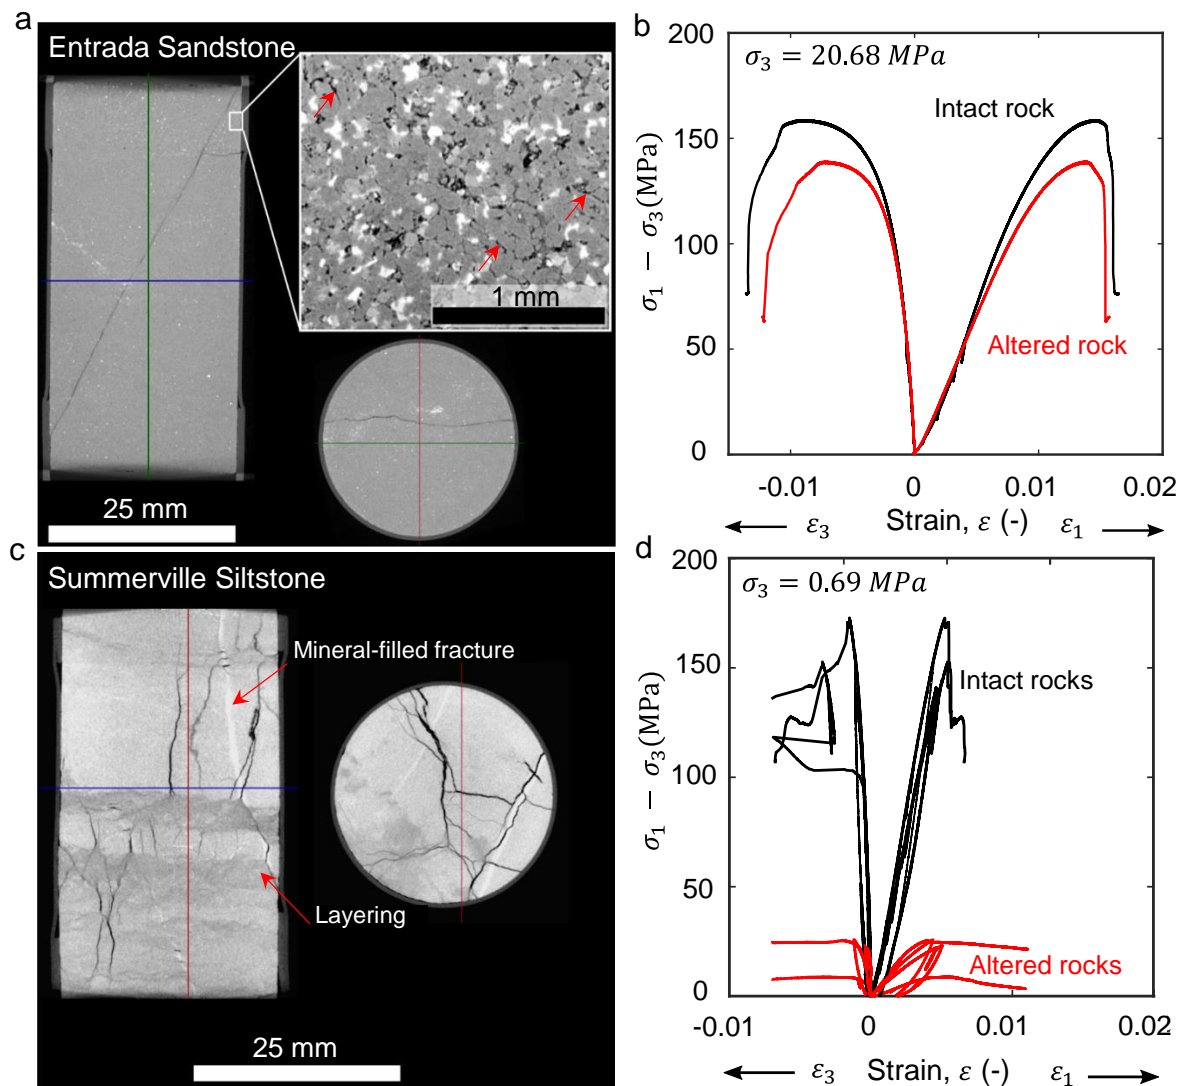 a
Entrada Sandstone
1 mm
25 mm
b
200
150
100
50
0
σ₁ − σ₃(MPa)
σ₃ = 20.68 MPa
Intact rock
Altered rock
-0.01 0 0.01 0.02
ε₃ Strain, ε (-) ε₁
c
Summerville Siltstone
Mineral-filled fracture
Layering
25 mm
d
200
150
100
50
0
σ₁ − σ₃(MPa)
σ₃ = 0.69 MPa
Intact rocks
Altered rocks
-0.01 0 0.01 0.02
ε₃ Strain, ε (-) ε₁